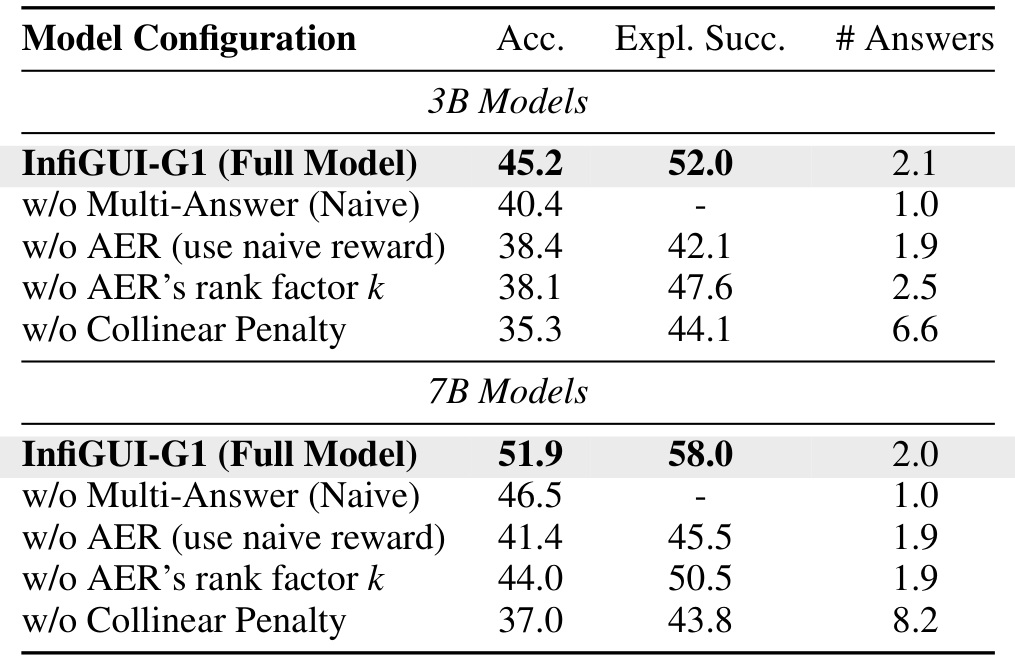 Model Configuration Acc. Expl. Succ. # Answers
3B Models
InfiGUI-G1 (Full Model) 45.2 52.0 2.1
w/o Multi-Answer (Naive) 40.4 - 1.0
w/o AER (use naive reward) 38.4 42.1 1.9
w/o AER’s rank factor k 38.1 47.6 2.5
w/o Collinear Penalty 35.3 44.1 6.6
7B Models
InfiGUI-G1 (Full Model) 51.9 58.0 2.0
w/o Multi-Answer (Naive) 46.5 - 1.0
w/o AER (use naive reward) 41.4 45.5 1.9
w/o AER’s rank factor k 44.0 50.5 1.9
w/o Collinear Penalty 37.0 43.8 8.2